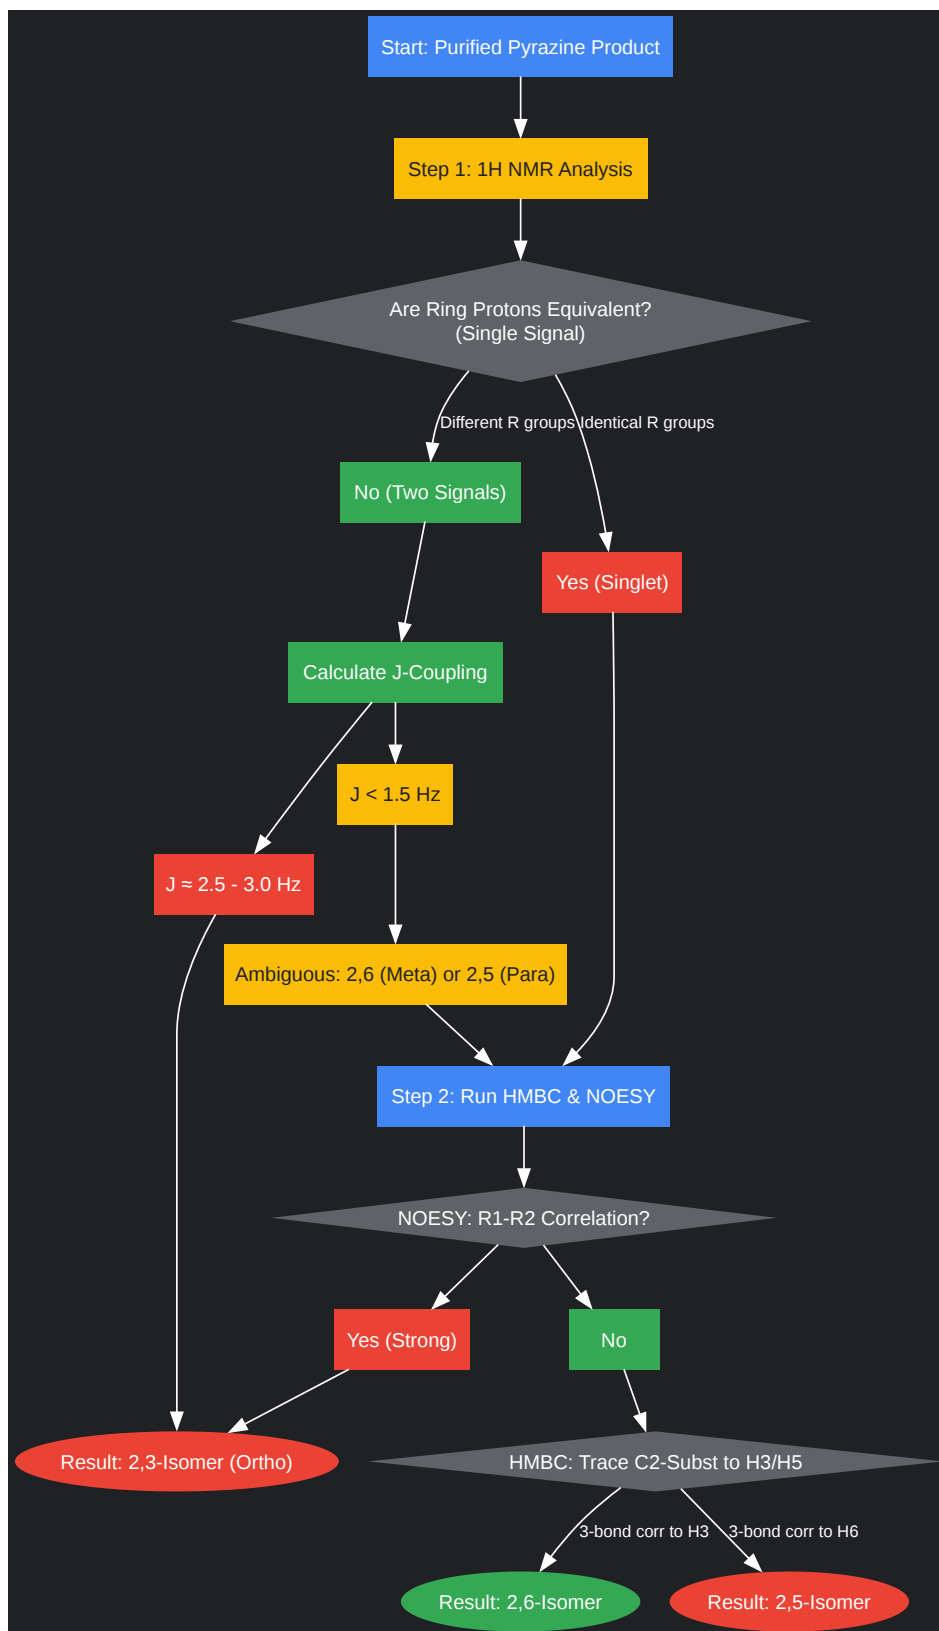 Start: Purified Pyrazine Product
Step 1: 1H NMR Analysis
Are Ring Protons Equivalent?
(Single Signal)
Different R groups
Identical R groups
No (Two Signals)
Yes (Singlet)
Calculate J-Coupling
J < 1.5 Hz
J ≈ 2.5 - 3.0 Hz
Ambiguous: 2,6 (Meta) or 2,5 (Para)
Step 2: Run HMBC & NOESY
NOESY: R1-R2 Correlation?
Yes (Strong)
No
Result: 2,3-Isomer (Ortho)
HMBC: Trace C2-Subst to H3/H5
3-bond corr to H3
3-bond corr to H6
Result: 2,6-Isomer
Result: 2,5-Isomer